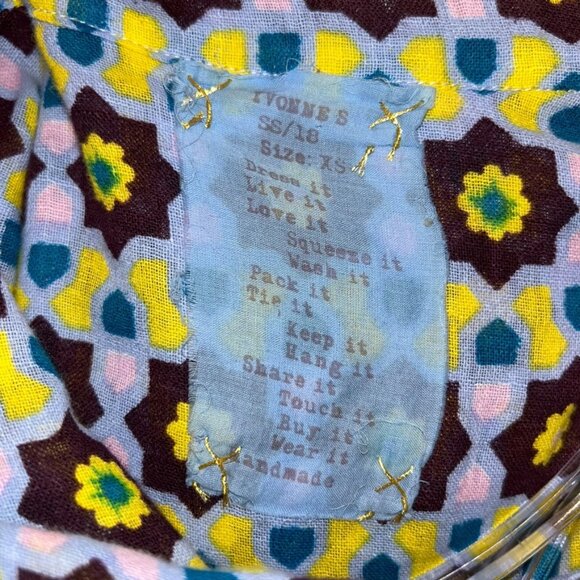 YVONNE S
SS/18
Size: XS
Dream it
Live it
Love it
Squeeze it
Wash it
Pack it
Tie it
Keep it
Hang it
Share it
Touch it
Buy it
Wear it
Handmade